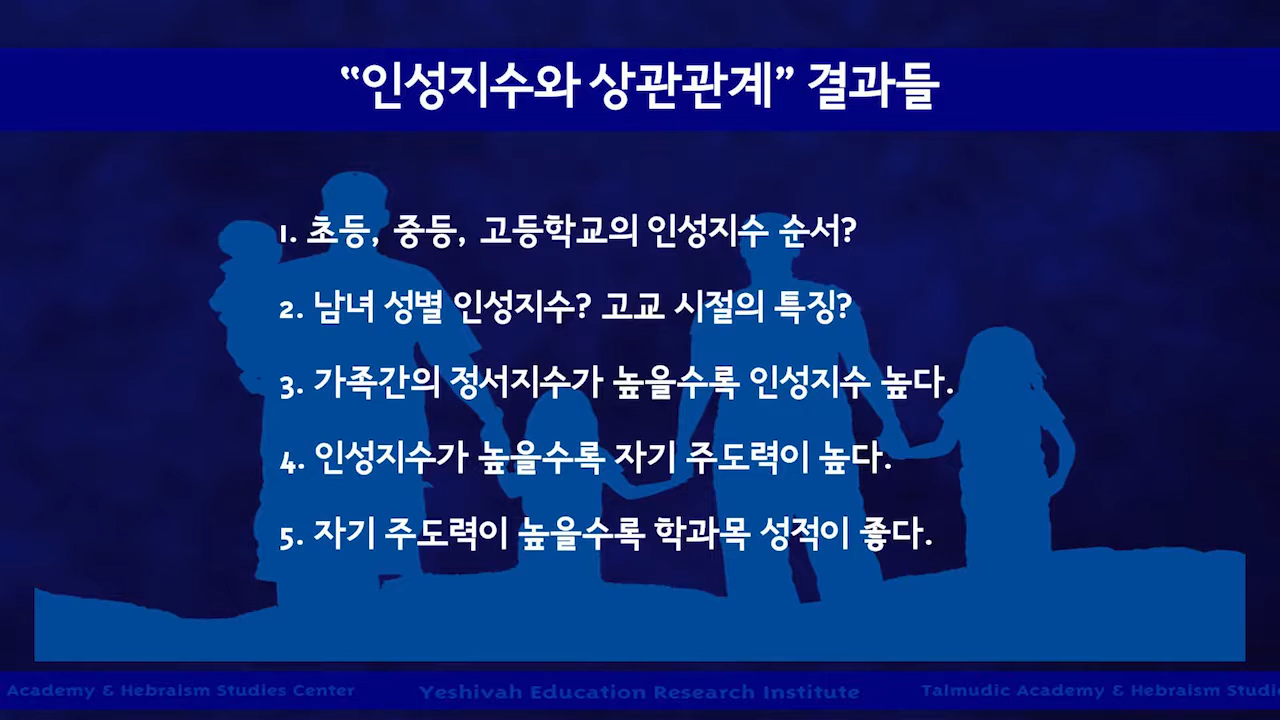 “인성지수와 상관관계” 결과들
1. 초등, 중등, 고등학교의 인성지수 순서?
2. 남녀 성별 인성지수? 고교 시절의 특징?
3. 가족간의 정서지수가 높을수록 인성지수 높다.
4. 인성지수가 높을수록 자기 주도력이 높다.
5. 자기 주도력이 높을수록 학과목 성적이 좋다.
Academy & Hebraism Studies Center Yeshivah Education Research Institute Talmudic Academy & Hebraism